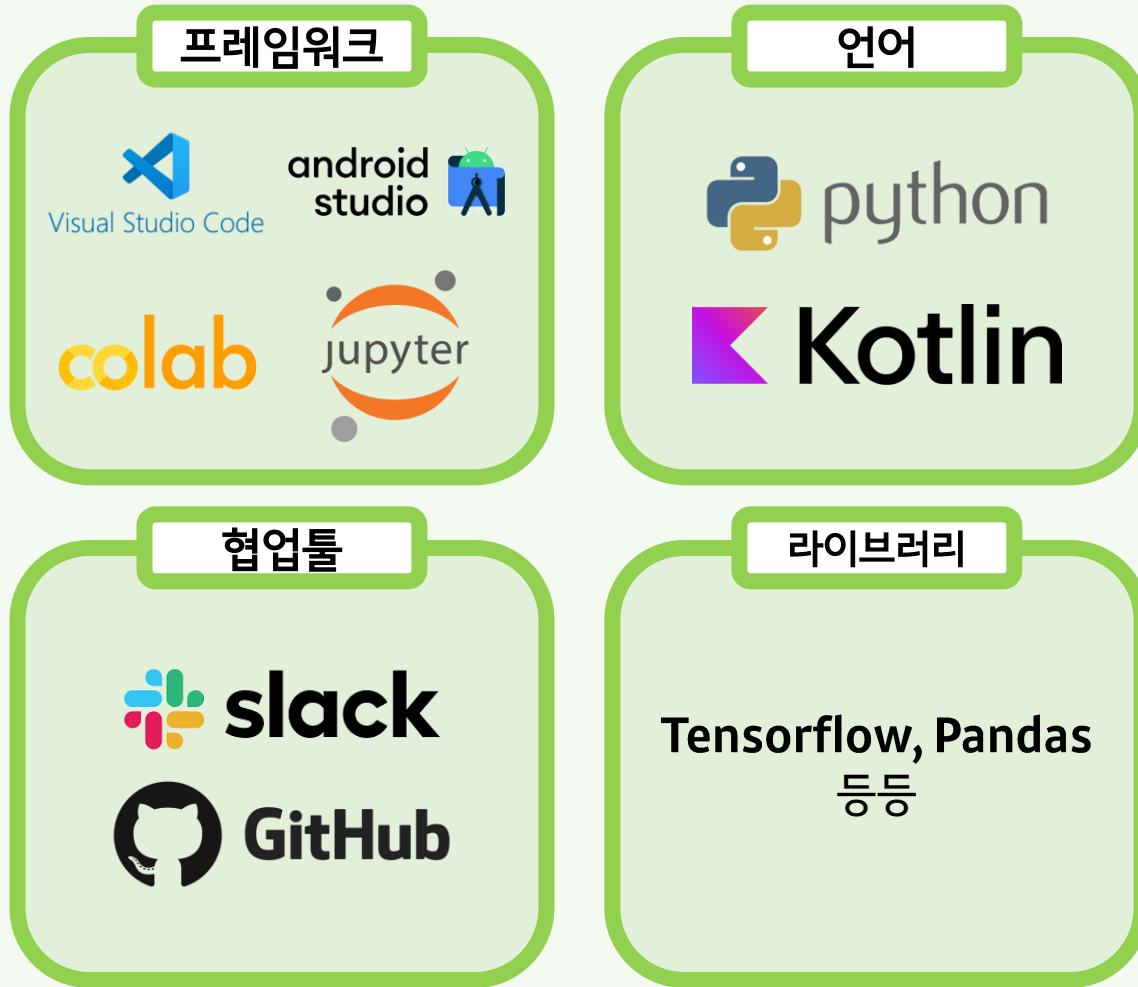 프레임워크
Visual Studio Code
android
studio
colab
jupyter
언어
python
Kotlin
협업툴
slack
GitHub
라이브러리
Tensorflow, Pandas
등등